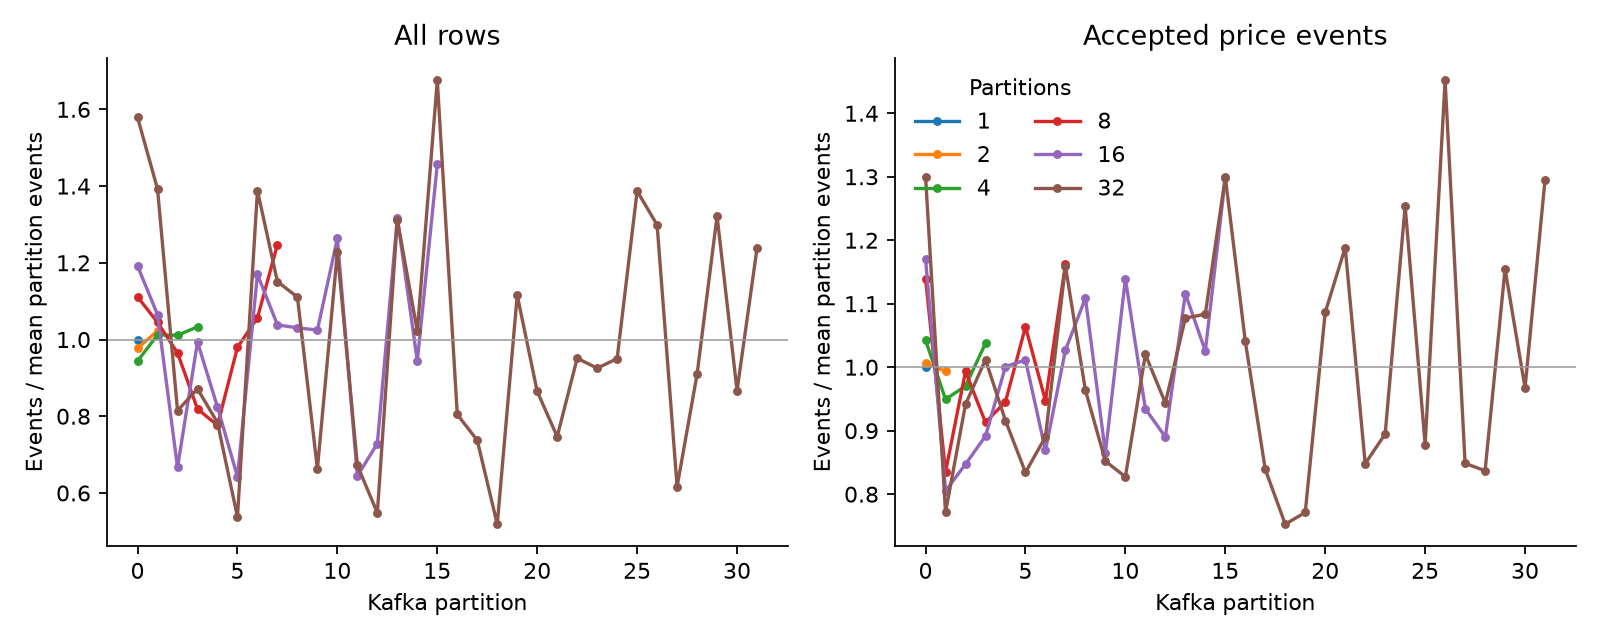 All rows
Events / mean partition events
1.6
1.4
1.2
1.0
0.8
0.6
0 5 10 15 20 25 30
Kafka partition
Accepted price events
Events / mean partition events
1.4
1.3
1.2
1.1
1.0
0.9
0.8
Partitions
1 8
2 16
4 32
0 5 10 15 20 25 30
Kafka partition